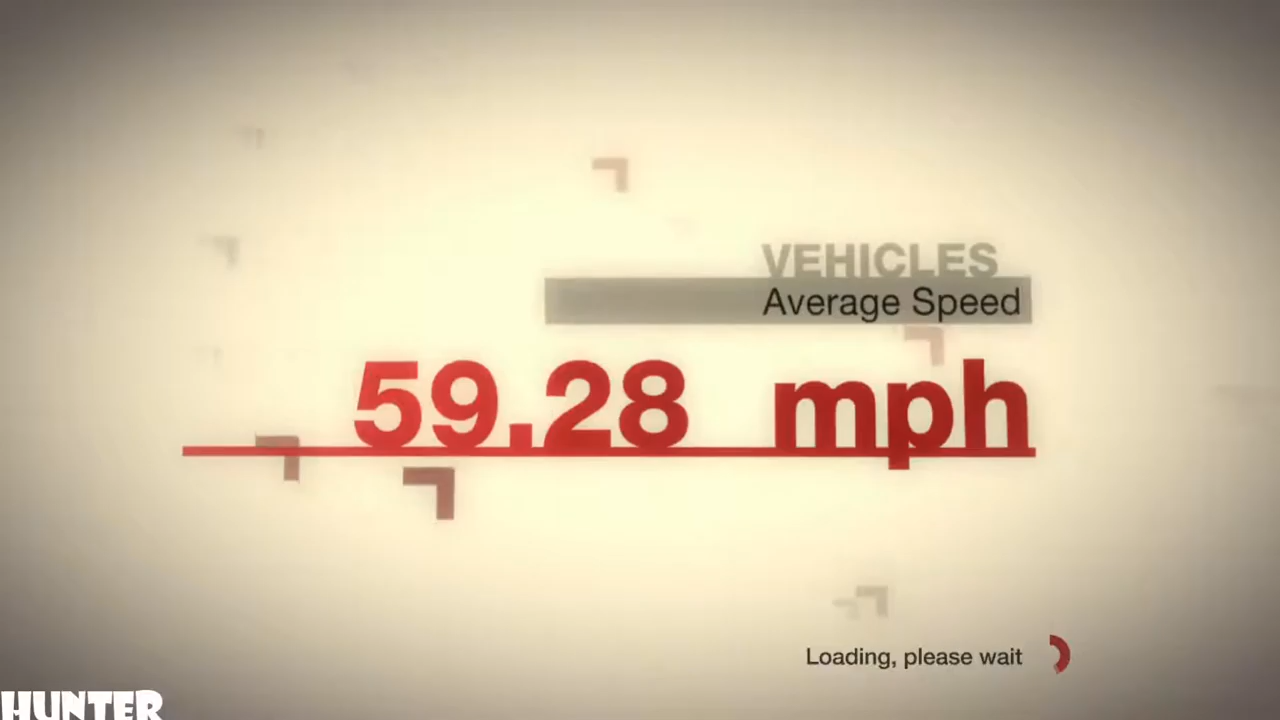 VEHICLES
Average Speed
59.28 mph
Loading, please wait
HUNTER